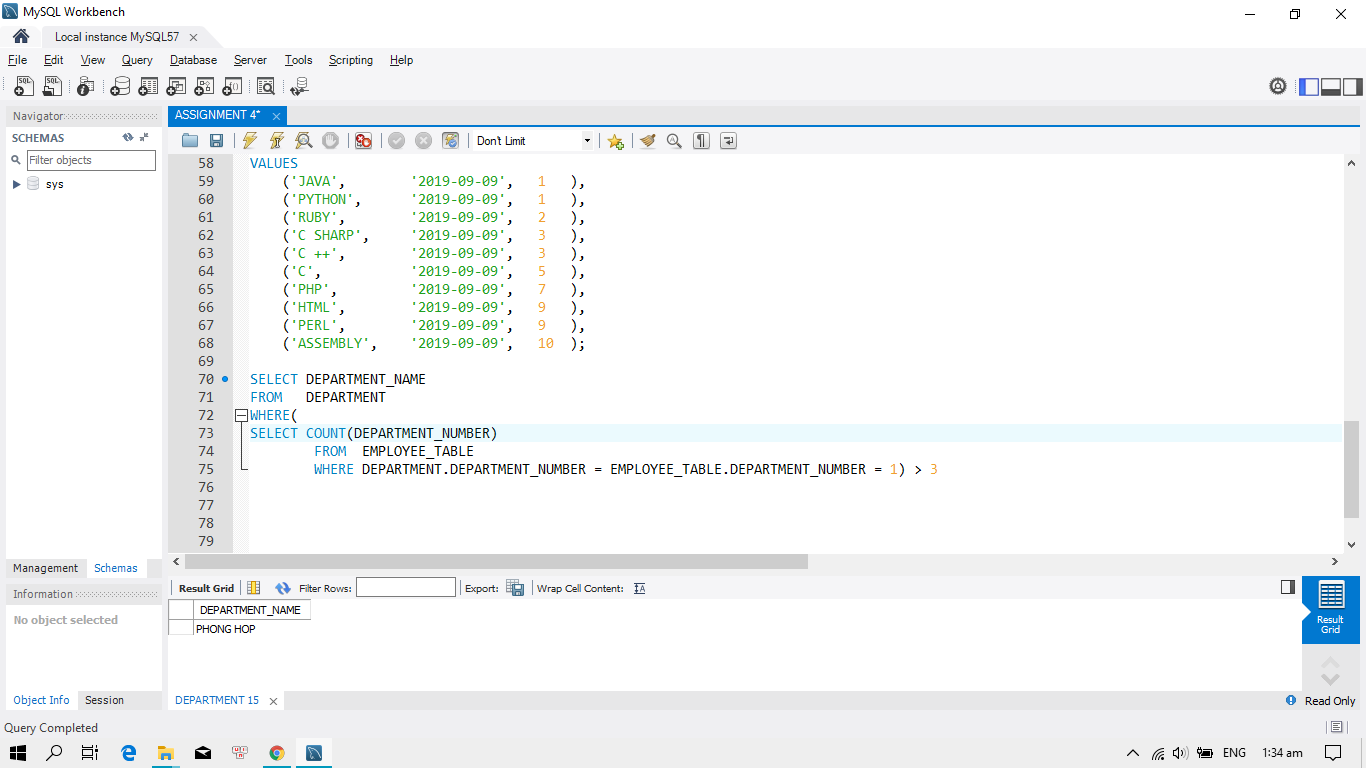 MySQL Workbench
Local instance MySQL57
File Edit View Query Database Server Tools Scripting Help
Navigator
SCHEMAS
Filter objects
sys
ASSIGNMENT 4*
Don't Limit
58 VALUES
59 ('JAVA', '2019-09-09', 1 ),
60 ('PYTHON', '2019-09-09', 1 ),
61 ('RUBY', '2019-09-09', 2 ),
62 ('C SHARP', '2019-09-09', 3 ),
63 ('C ++', '2019-09-09', 3 ),
64 ('C', '2019-09-09', 5 ),
65 ('PHP', '2019-09-09', 7 ),
66 ('HTML', '2019-09-09', 9 ),
67 ('PERL', '2019-09-09', 9 ),
68 ('ASSEMBLY', '2019-09-09', 10 );
69
70 SELECT DEPARTMENT_NAME
71 FROM DEPARTMENT
72 WHERE(
73 SELECT COUNT(DEPARTMENT_NUMBER)
74 FROM EMPLOYEE_TABLE
75 WHERE DEPARTMENT.DEPARTMENT_NUMBER = EMPLOYEE_TABLE.DEPARTMENT_NUMBER = 1) > 3
76
77
78
79
Management Schemas
Information
No object selected
Object Info Session
Result Grid Filter Rows: Export: Wrap Cell Content:
DEPARTMENT_NAME
PHONG HOP
Result
Grid
DEPARTMENT 15
Read Only
Query Completed
ENG 1:34 am